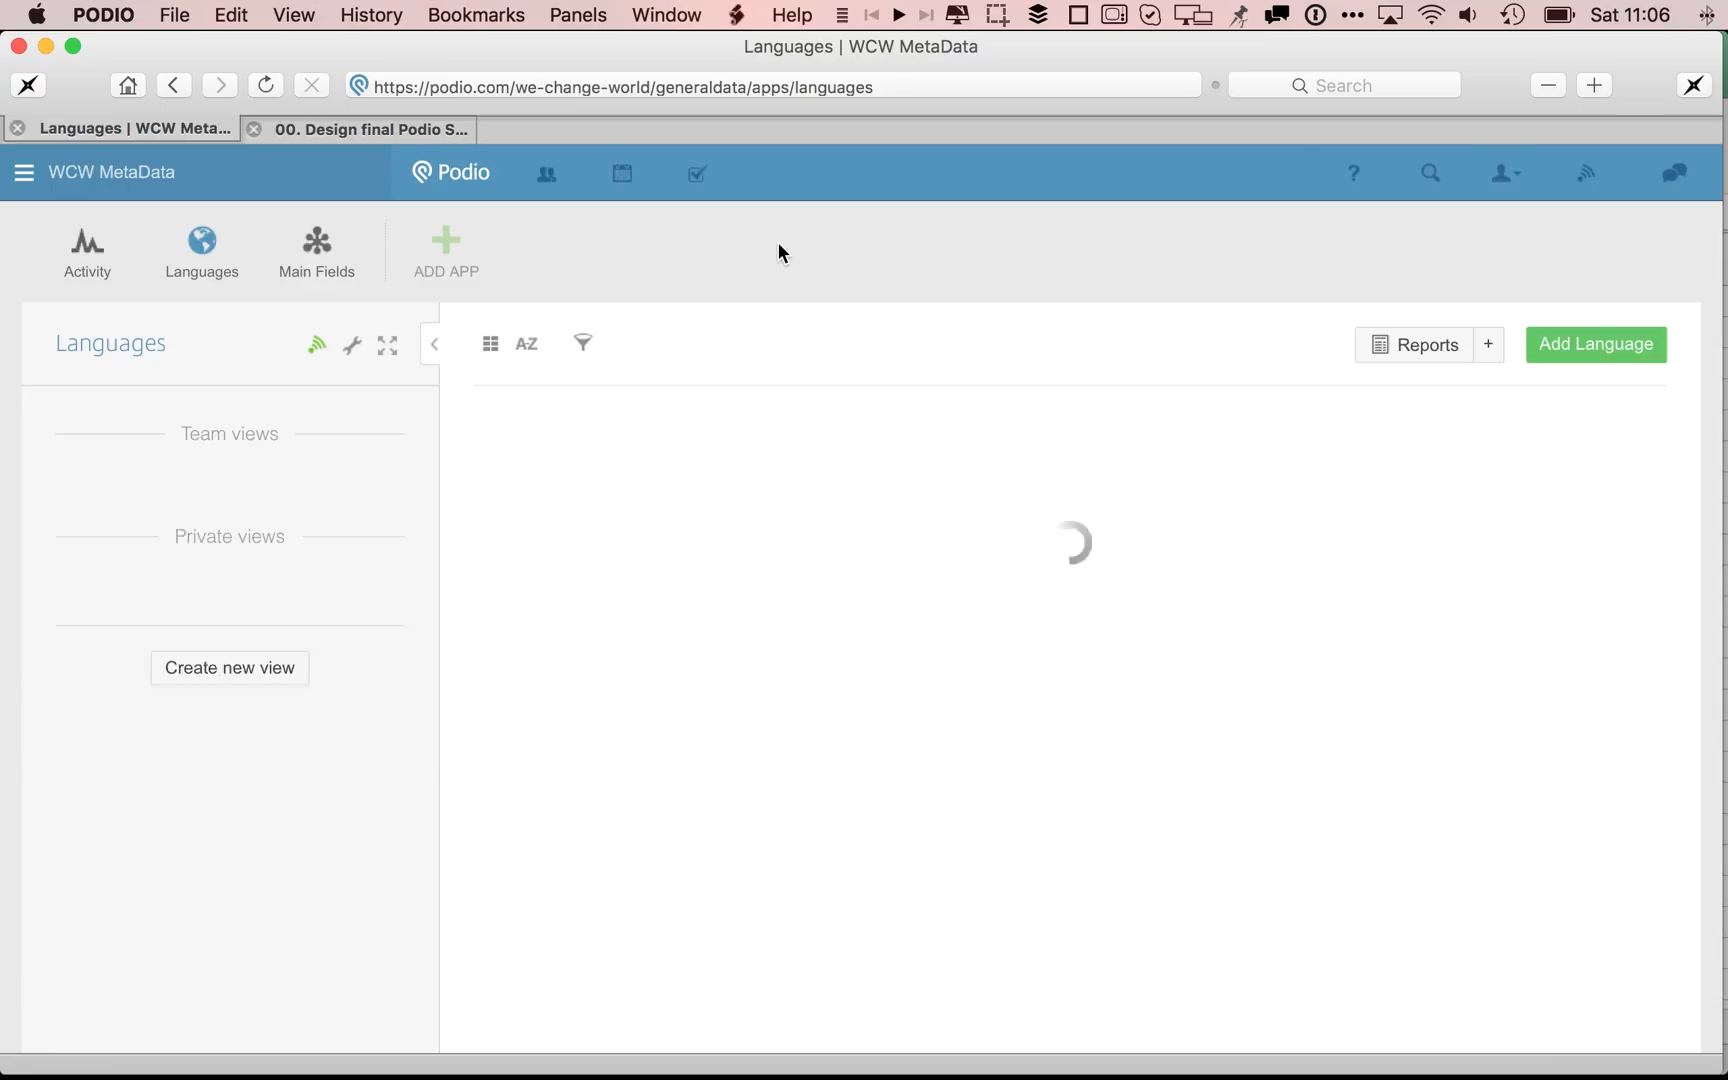 PODIO File Edit View History Bookmarks Panels Window Help Sat 11:06
Languages | WCW MetaData
https://podio.com/we-change-world/generaldata/apps/languages
Search
Languages | WCW Meta...
00. Design final Podio S...
WCW MetaData
Podio
?
Activity
Languages
Main Fields
ADD APP
Languages
A-Z
Reports
+
Add Language
Team views
Private views
Create new view